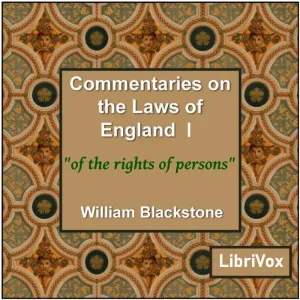 Commentaries on
the Laws of
England I
"of the rights of persons"
William Blackstone
LibriVox